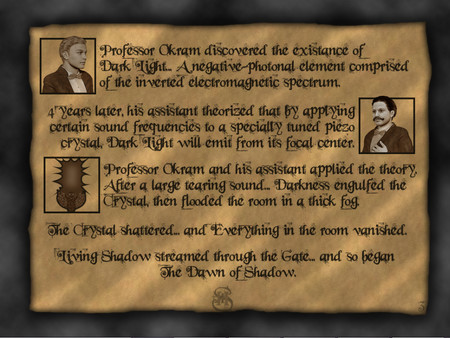 Professor Okram discovered the existance of
Dark Light... A negative-photonal element comprised
of the inverted electromagnetic spectrum.
4 Years later, his assistant theorized that by applying
certain sound frequencies to a specially tuned piezo
crystal, Dark Light will emit from its focal center.
Professor Okram and his assistant applied the theory.
After a large tearing sound... Darkness engulfed the
Crystal, then flooded the room in a thick fog.
The Crystal shattered... and Everything in the room vanished.
Living Shadow streamed through the Gate... and so began
The Dawn of Shadow.
3